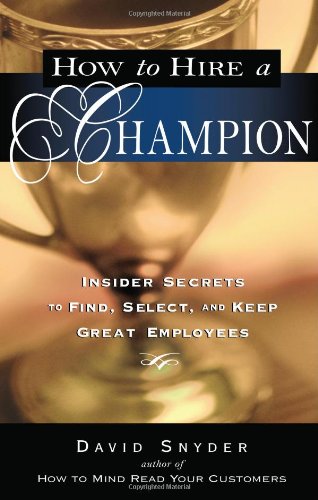 How to Hire a
Champion
Insider Secrets
to Find, Select, and Keep
Great Employees
David Snyder
author of
How to Mind Read Your Customers